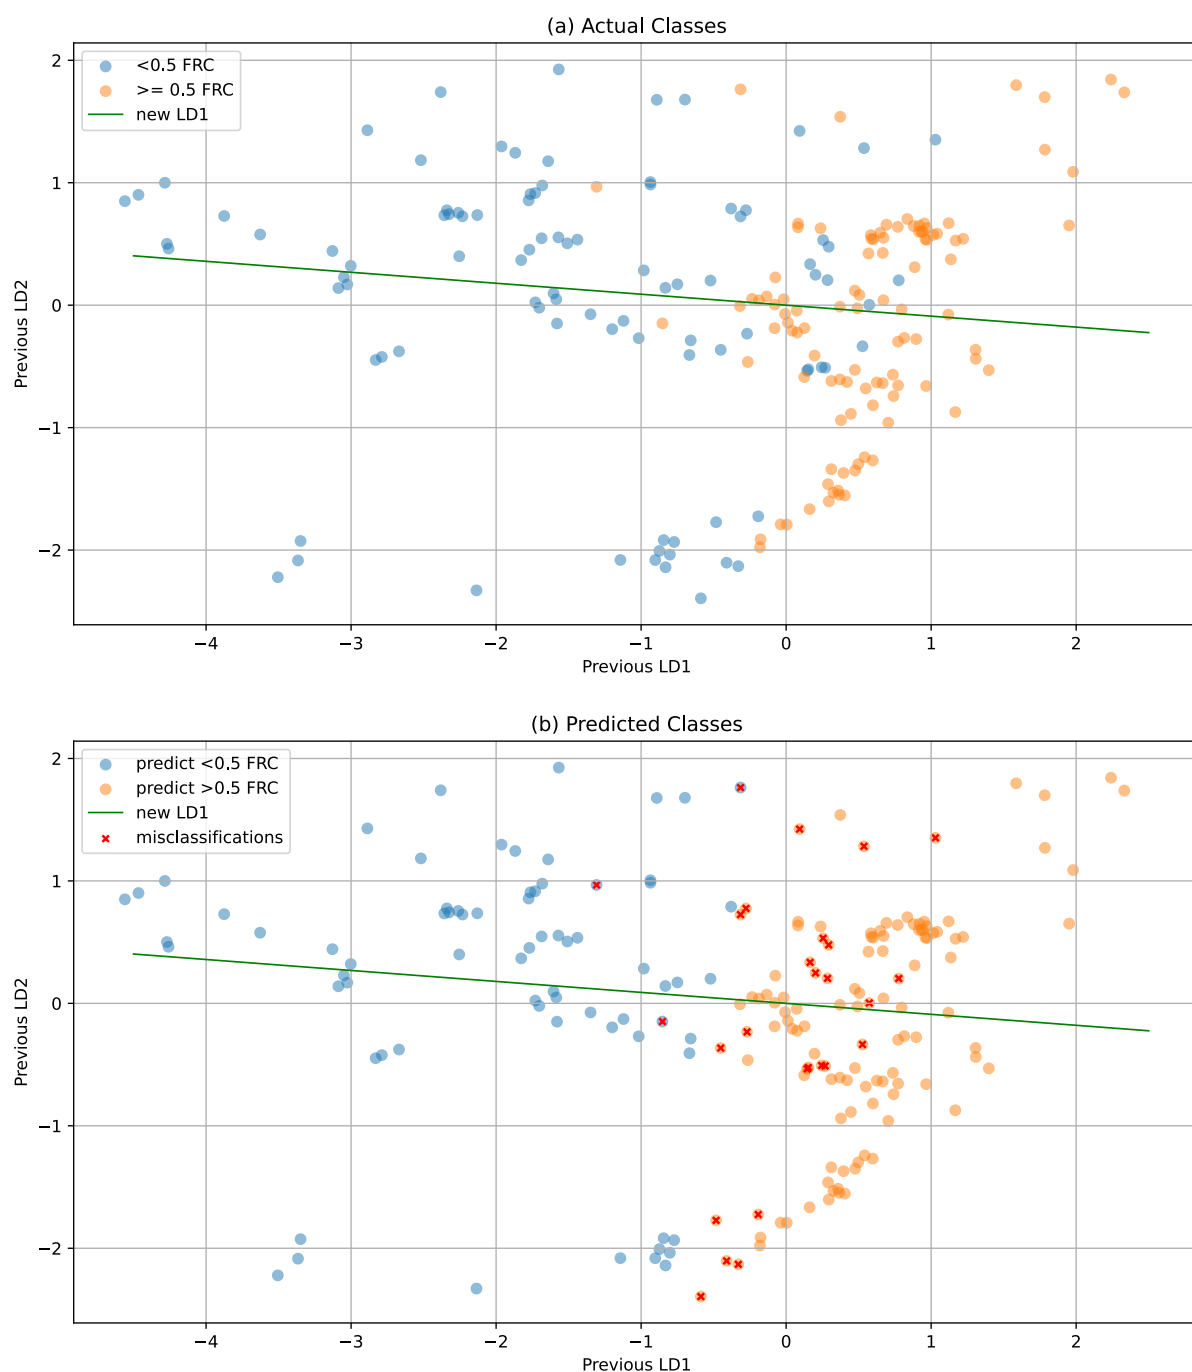 (a) Actual Classes
<0.5 FRC
>= 0.5 FRC
new LD1
2
1
0
−1
−2
Previous LD2
−4
−3
−2
−1
0
1
2
Previous LD1
(b) Predicted Classes
predict <0.5 FRC
predict >0.5 FRC
new LD1
misclassifications
2
1
0
−1
−2
Previous LD2
−4
−3
−2
−1
0
1
2
Previous LD1